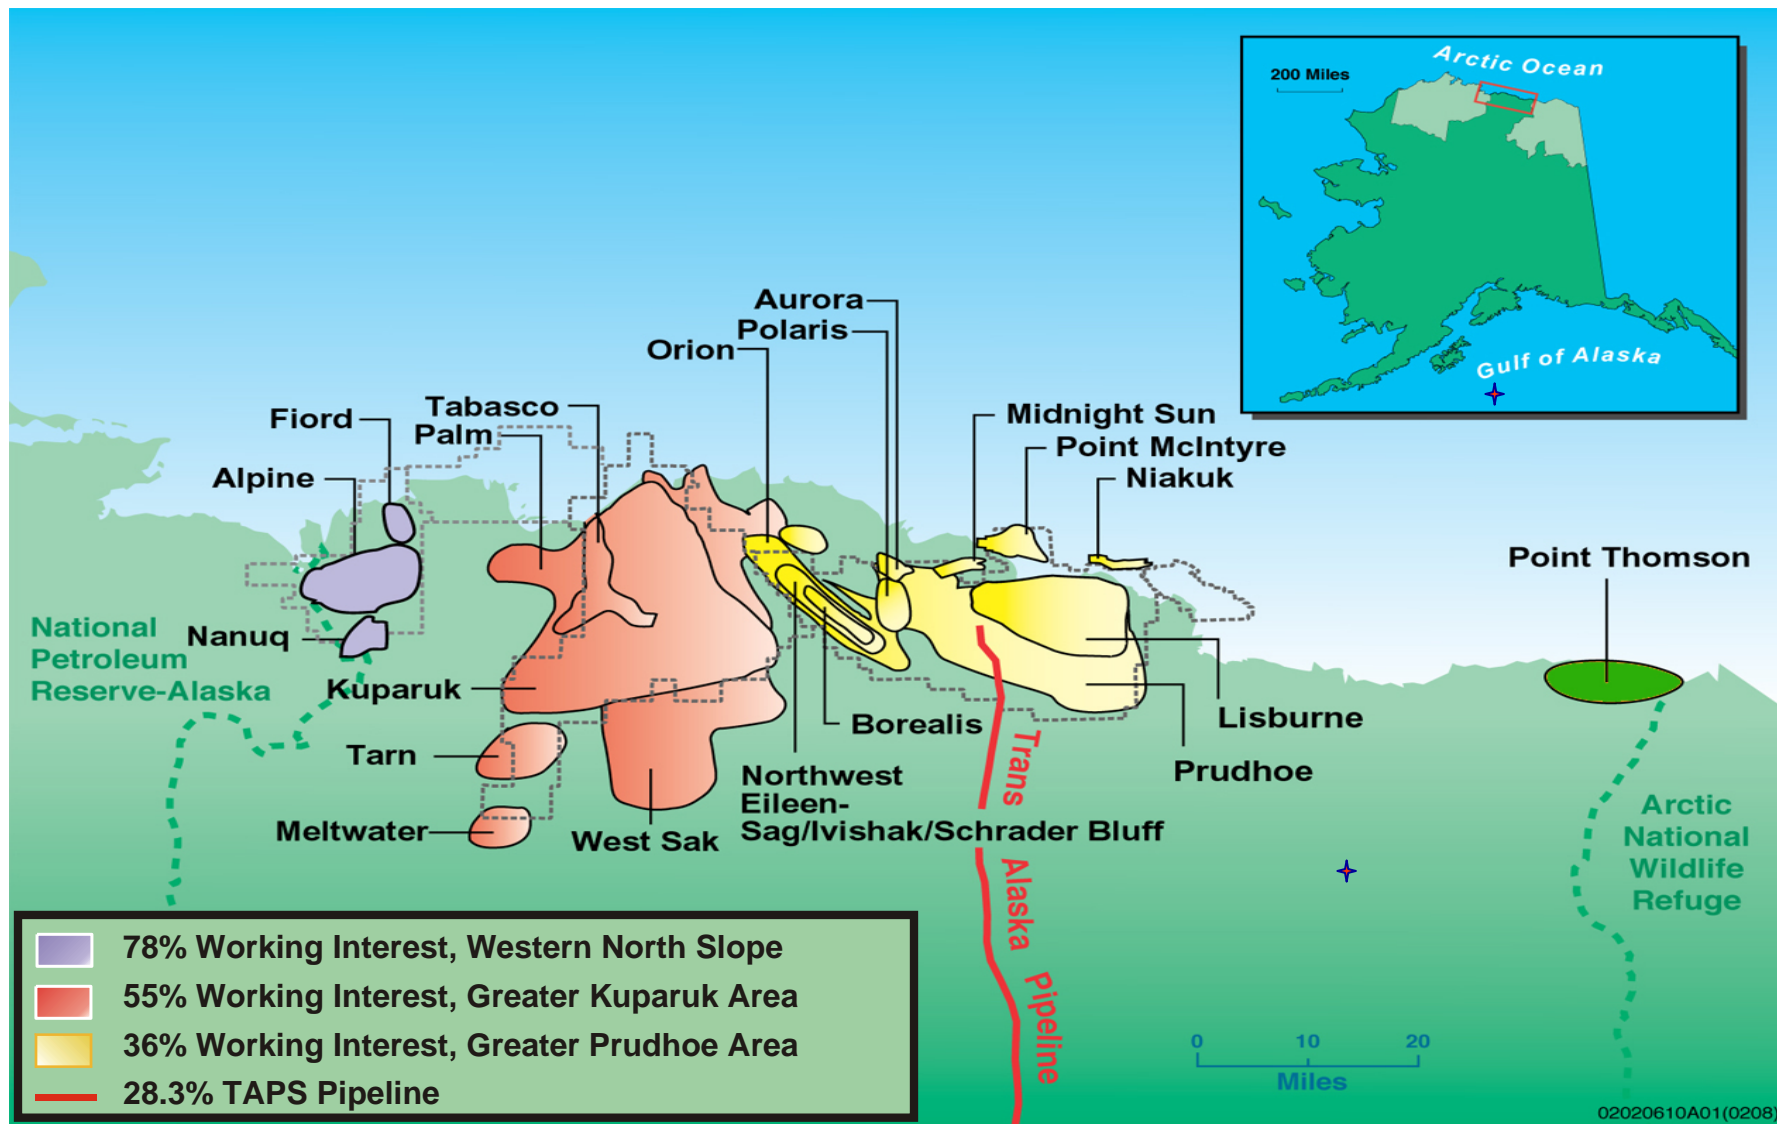 Arctic Ocean
200 Miles
Gulf of Alaska
Aurora
Polaris
Orion
Tabasco
Palm
Fiord
Alpine
Midnight Sun
Point McIntyre
Niakuk
Point Thomson
National
Petroleum
Reserve-Alaska
Nanuq
Kuparuk
Tarn
Meltwater
West Sak
Borealis
Northwest
Eileen-
Sag/Ivishak/Schrader Bluff
Lisburne
Prudhoe
Trans Alaska Pipeline
Arctic
National
Wildlife
Refuge
78% Working Interest, Western North Slope
55% Working Interest, Greater Kuparuk Area
36% Working Interest, Greater Prudhoe Area
28.3% TAPS Pipeline
0 10 20
Miles
02020610A01(0208)